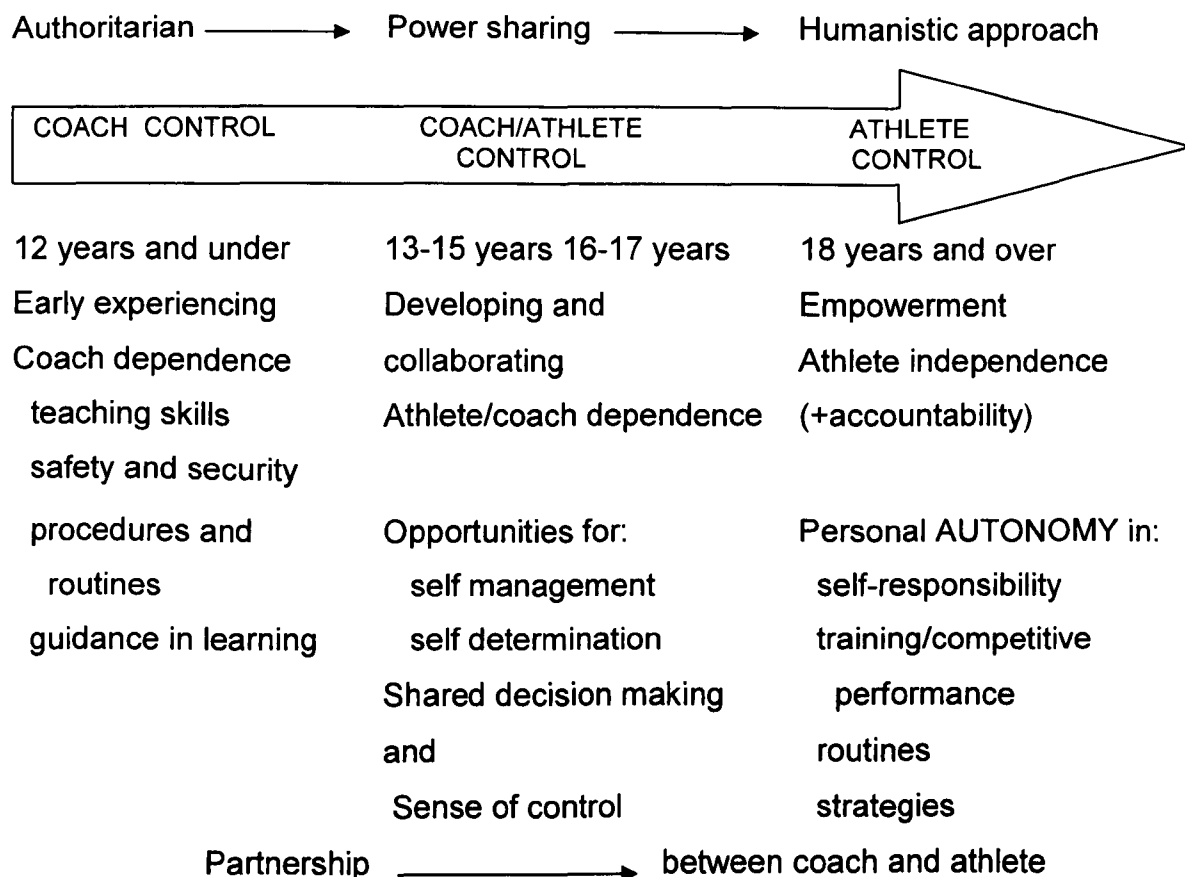 Authoritarian Power sharing Humanistic approach
COACH CONTROL COACH/ATHLETE CONTROL ATHLETE CONTROL
12 years and under
Early experiencing
Coach dependence
teaching skills
safety and security
procedures and
routines
guidance in learning
13-15 years 16-17 years
Developing and
collaborating
Athlete/coach dependence
Opportunities for:
self management
self determination
Shared decision making
and
Sense of control
18 years and over
Empowerment
Athlete independence
(+accountability)
Personal AUTONOMY in:
self-responsibility
training/competitive
performance
routines
strategies
Partnership between coach and athlete